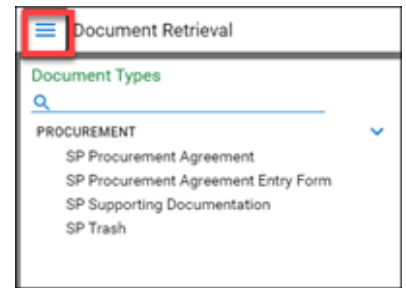 Document Retrieval
Document Types
PROCUREMENT
SP Procurement Agreement
SP Procurement Agreement Entry Form
SP Supporting Documentation
SP Trash